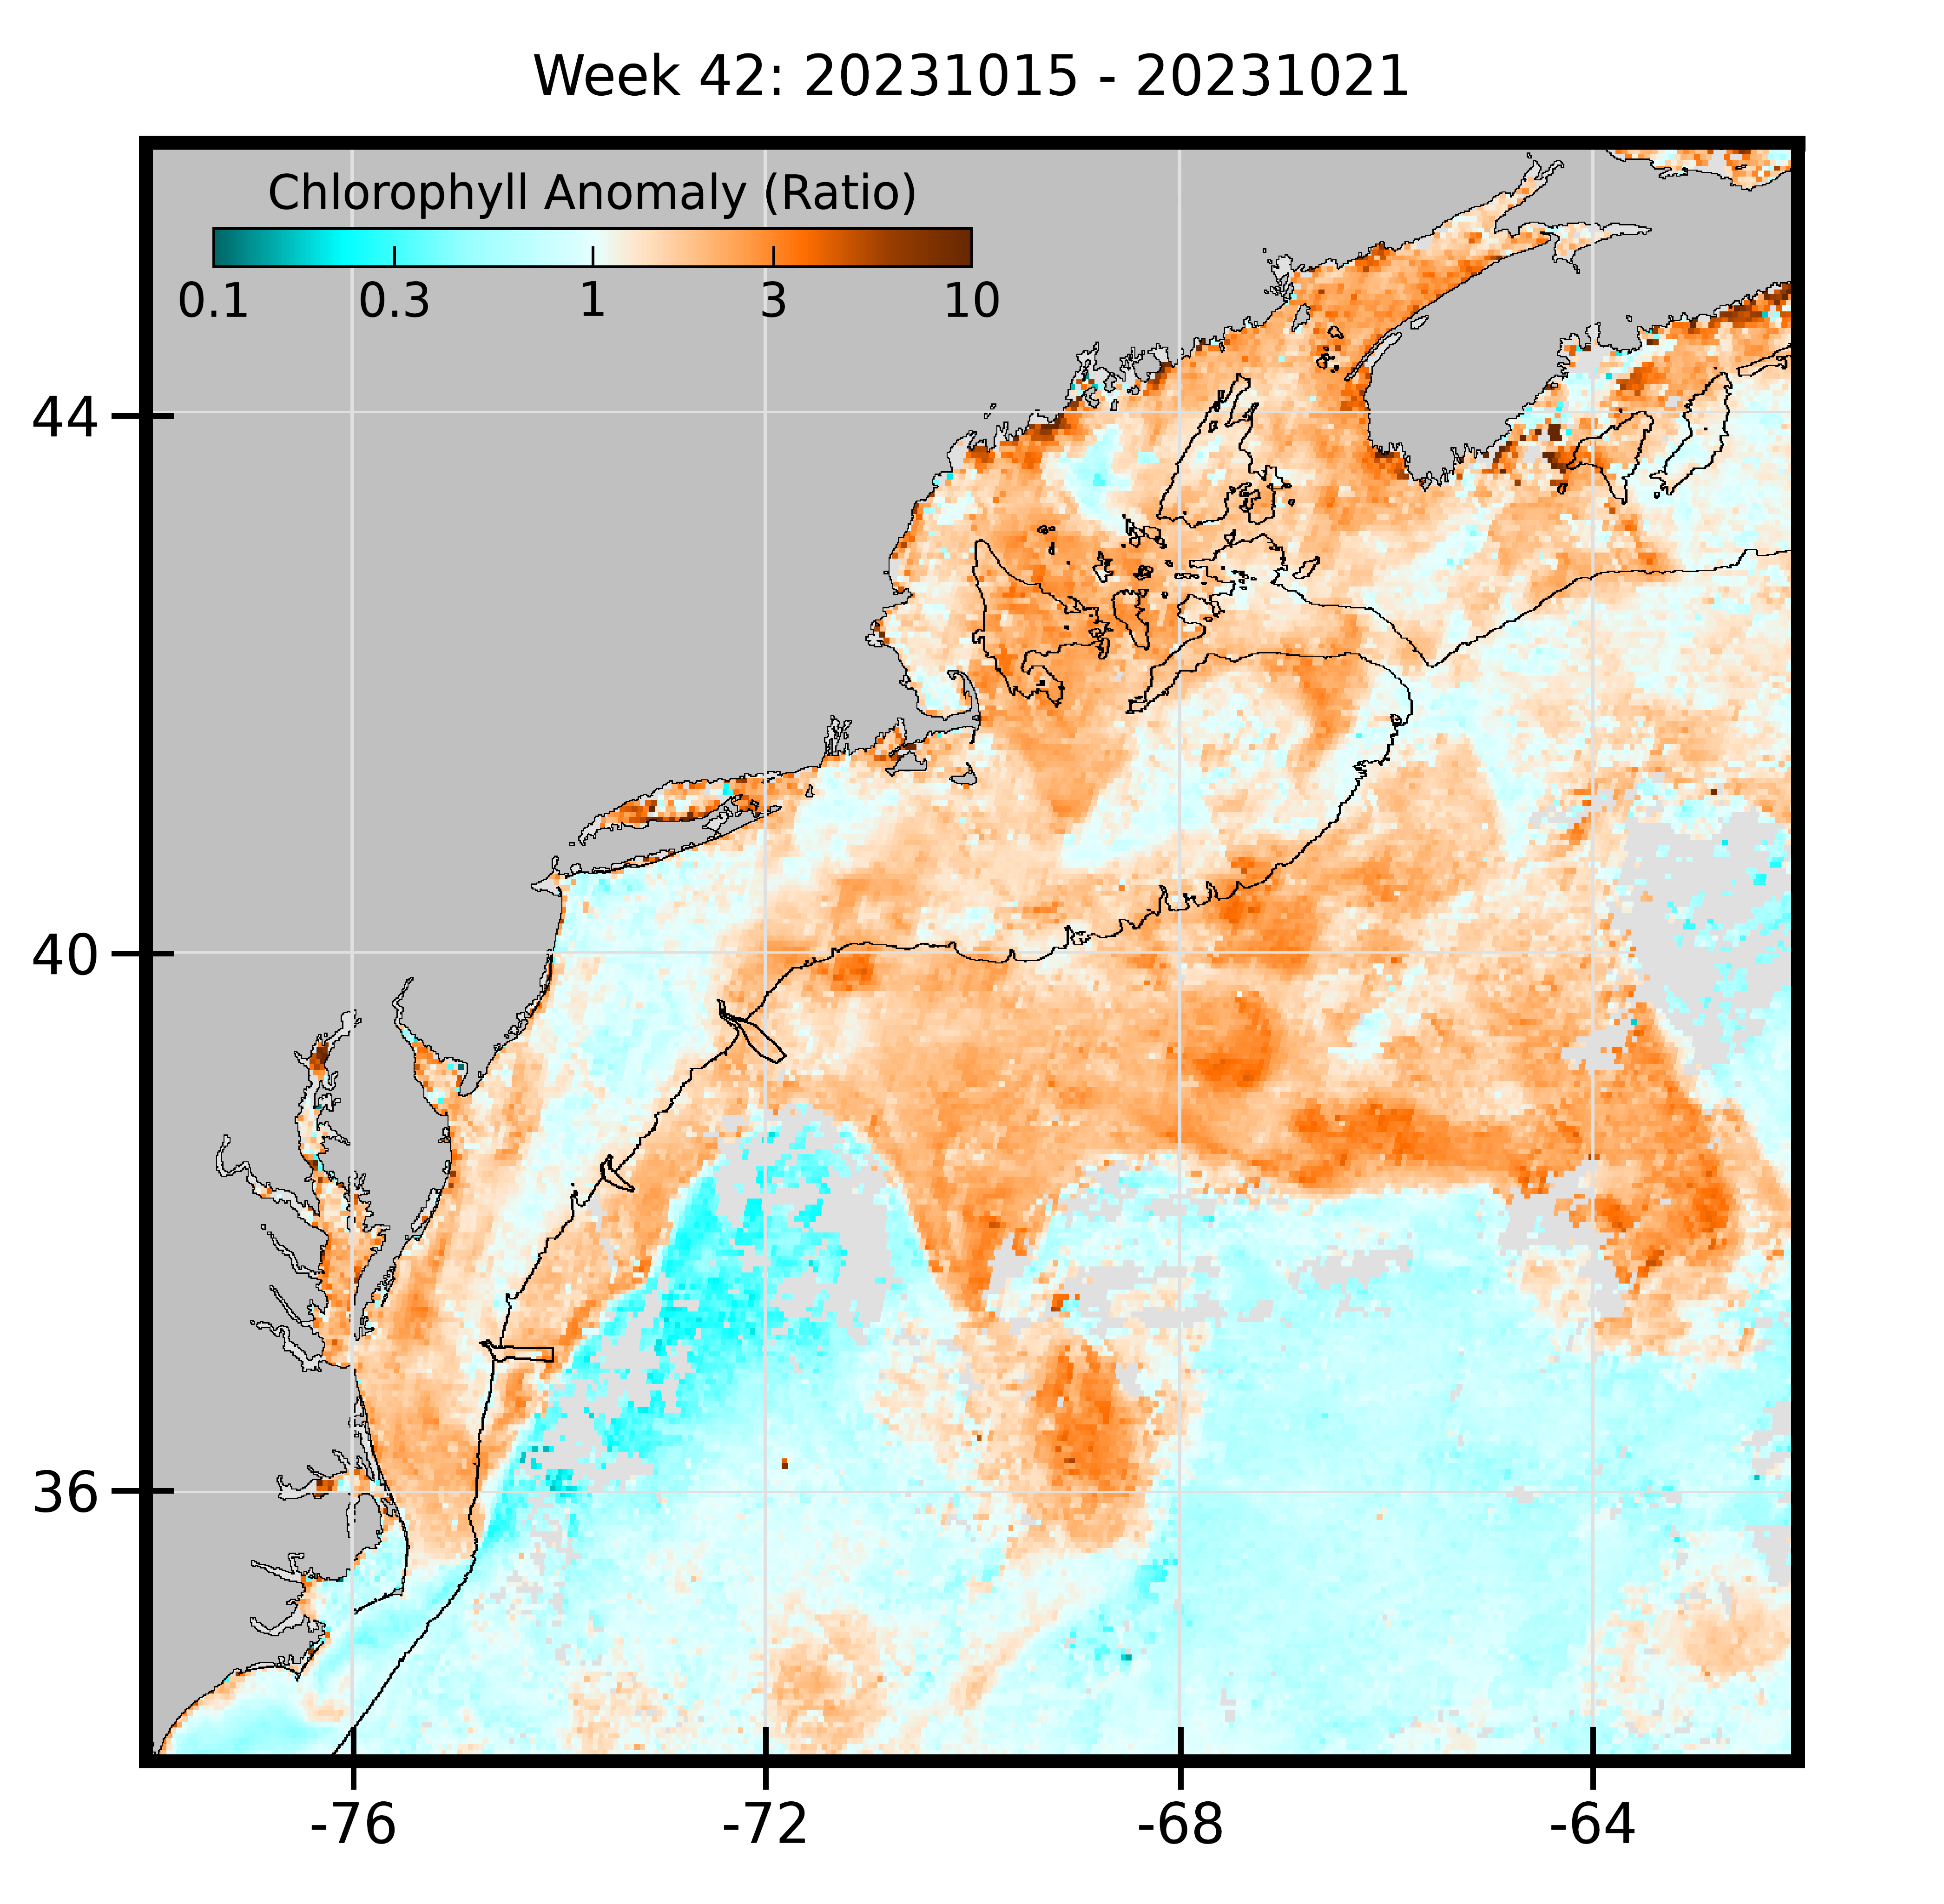 Week 42: 20231015 - 20231021
Chlorophyll Anomaly (Ratio)
0.1 0.3 1 3 10
44
40
36
-76 -72 -68 -64